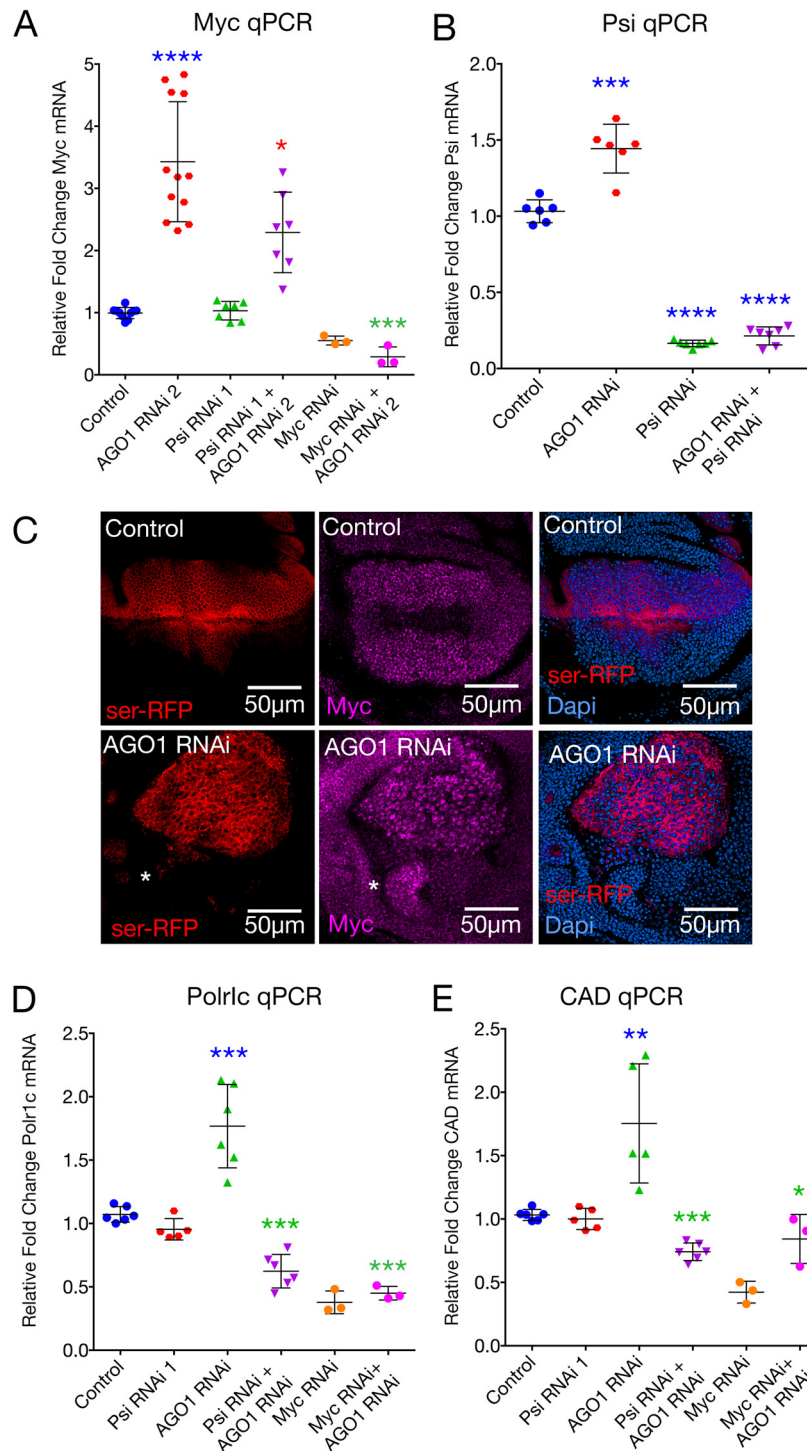 A
Myc qPCR
Relative Fold Change Myc mRNA
5
4
3
2
1
0
****
*
***
Control
AGO1 RNAi 2
Psi RNAi 1
Psi RNAi 1 +
AGO1 RNAi 2
Myc RNAi
Myc RNAi +
AGO1 RNAi 2
B
Psi qPCR
Relative Fold Change Psi mRNA
2.0
1.5
1.0
0.5
0.0
***
****
****
Control
AGO1 RNAi
Psi RNAi
AGO1 RNAi +
Psi RNAi
C
Control
ser-RFP
50μm
Control
Myc
50μm
Control
ser-RFP
Dapi
50μm
AGO1 RNAi
*
ser-RFP
50μm
AGO1 RNAi
*
Myc
50μm
AGO1 RNAi
ser-RFP
Dapi
50μm
D
PolrIc qPCR
Relative Fold Change Polr1c mRNA
2.5
2.0
1.5
1.0
0.5
0.0
***
***
***
Control
Psi RNAi 1
AGO1 RNAi
Psi RNAi +
AGO1 RNAi
Myc RNAi
Myc RNAi+
AGO1 RNAi
E
CAD qPCR
Relative Fold Change CAD mRNA
2.5
2.0
1.5
1.0
0.5
0.0
**
***
*
Control
Psi RNAi 1
AGO1 RNAi
Psi RNAi +
AGO1 RNAi
Myc RNAi
Myc RNAi+
AGO1 RNAi